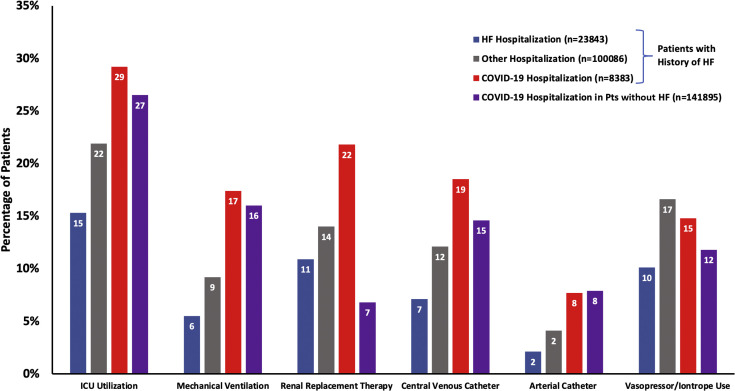 35%
30%
25%
20%
15%
10%
5%
0%
Percentage of Patients
HF Hospitalization (n=23843)
Other Hospitalization (n=100086)
COVID-19 Hospitalization (n=8383)
COVID-19 Hospitalization in Pts without HF (n=141895)
Patients with
History of HF
15
22
29
27
6
9
17
16
11
14
22
7
7
12
19
15
2
2
8
8
10
17
15
12
ICU Utilization
Mechanical Ventilation
Renal Replacement Therapy
Central Venous Catheter
Arterial Catheter
Vasopressor/Iontrope Use